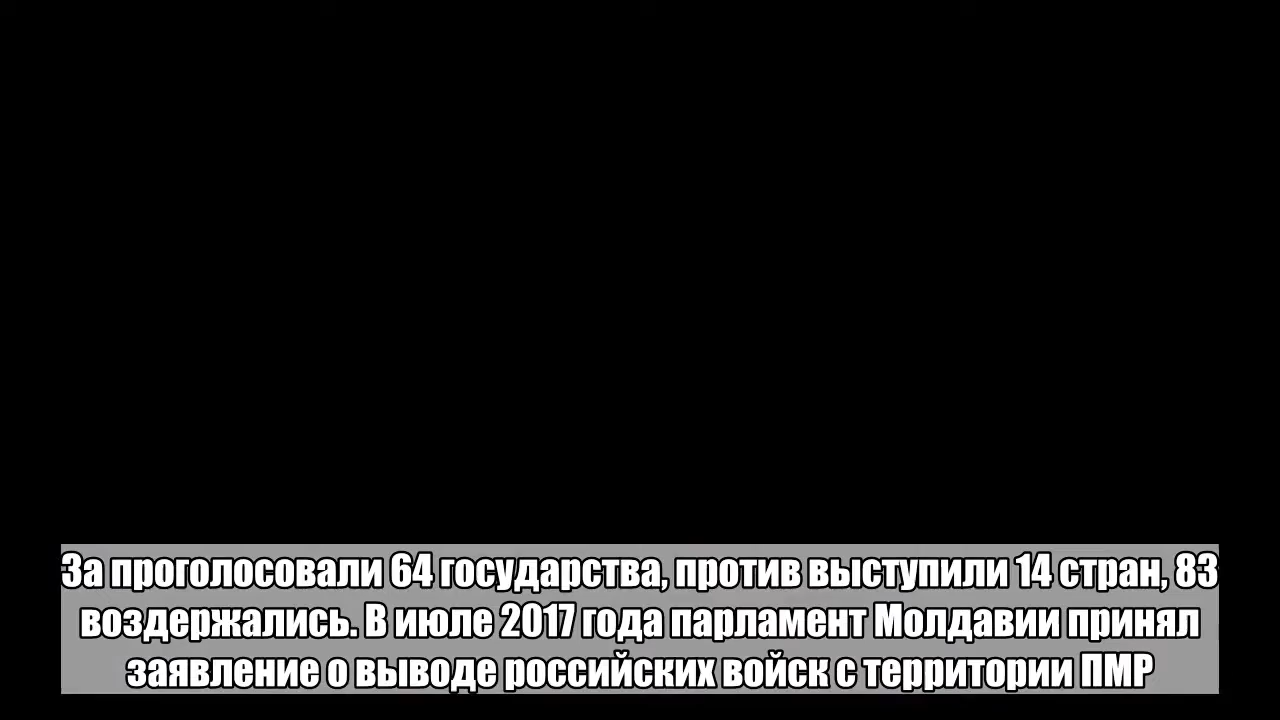 За проголосовали 64 государства, против выступили 14 стран, 83
воздержались. В июле 2017 года парламент Молдавии принял
заявление о выводе российских войск с территории ПМР